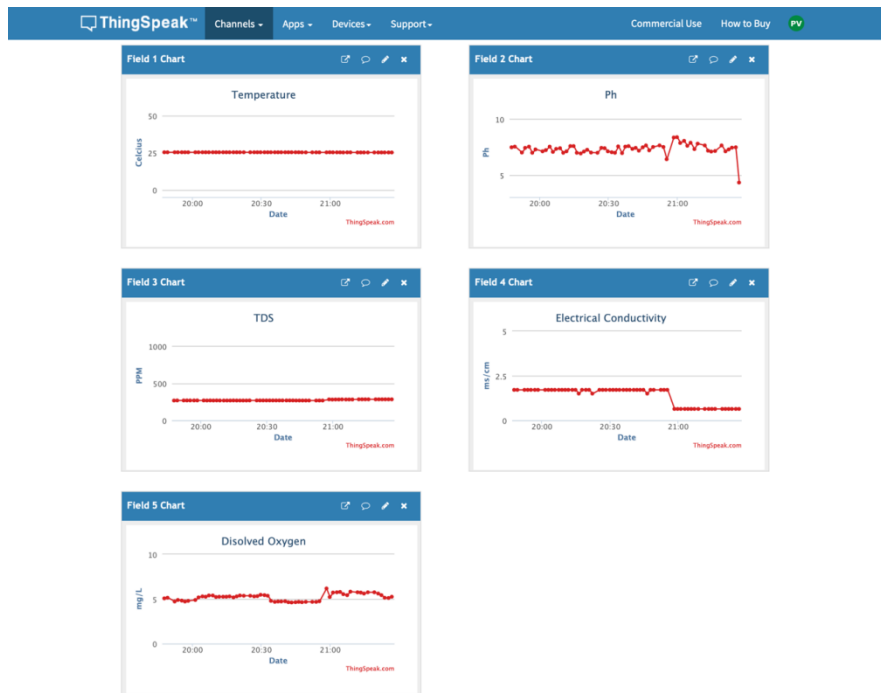 ThingSpeak™ Channels Apps Devices Support Commercial Use How to Buy PV
Field 1 Chart
Temperature
50
25
0
Celcius
20:00 20:30 21:00
Date
ThingSpeak.com
Field 2 Chart
Ph
10
5
Ph
20:00 20:30 21:00
Date
ThingSpeak.com
Field 3 Chart
TDS
1000
500
0
PPM
20:00 20:30 21:00
Date
ThingSpeak.com
Field 4 Chart
Electrical Conductivity
5
2.5
0
ms/cm
20:00 20:30 21:00
Date
ThingSpeak.com
Field 5 Chart
Disolved Oxygen
10
5
0
mg/L
20:00 20:30 21:00
Date
ThingSpeak.com